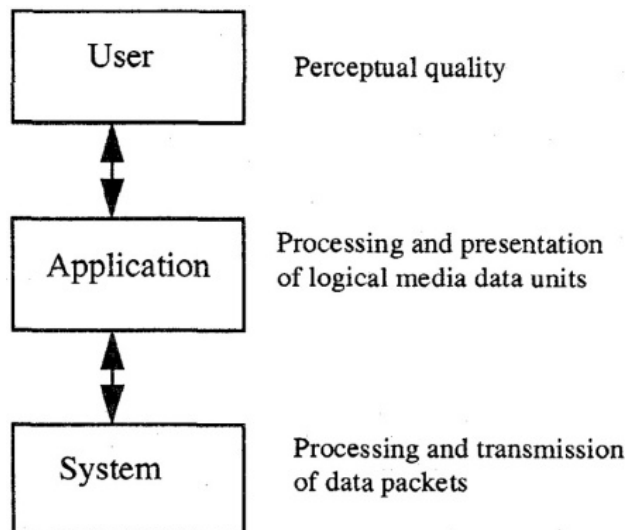 User
Perceptual quality
Application
Processing and presentation
of logical media data units
System
Processing and transmission
of data packets